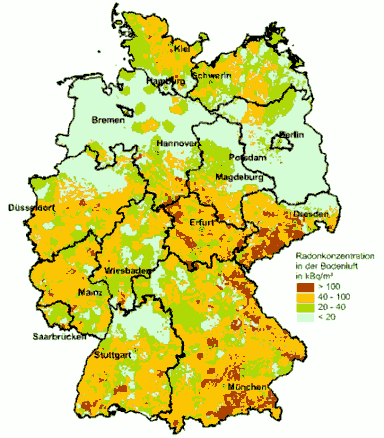 Kiel
Hamburg
Schwerin
Bremen
Berlin
Hannover
Potsdam
Magdeburg
Düsseldorf
Dresden
Erfurt
Wiesbaden
Mainz
Saarbrücken
Stuttgart
München
Radonkonzentration
in der Bodenluft
in kBq/m³
> 100
40 - 100
20 - 40
< 20